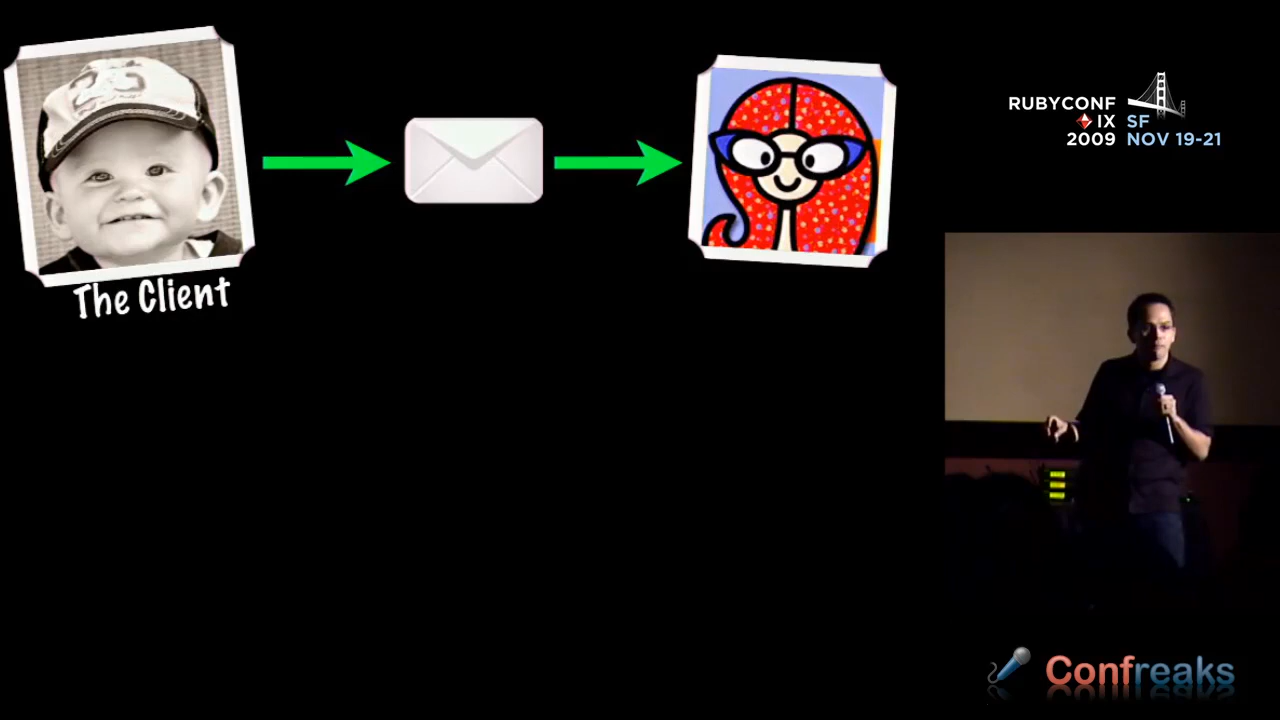 The Client
RUBYCONF
IX SF
2009 NOV 19-21
Confreaks